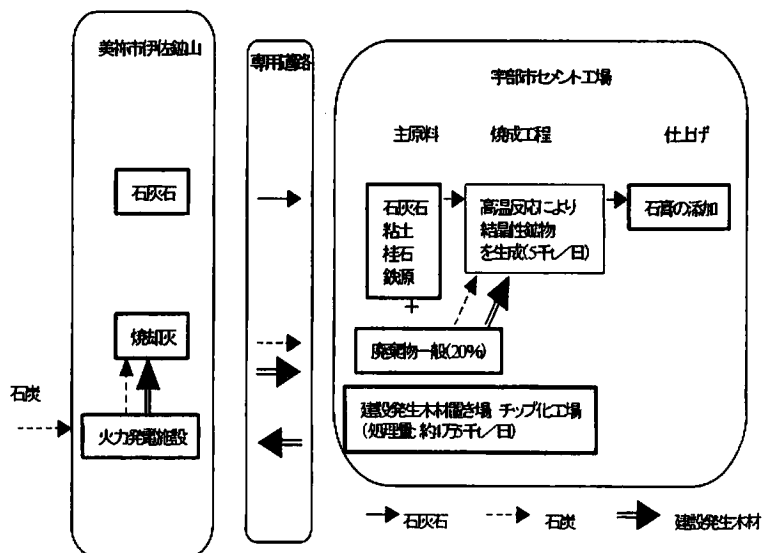 美祢市伊佐鉱山
専用道路
宇部市セメント工場
主原料
焼成工程
仕上げ
石灰石
石灰石
粘土
桂石
鉄原
高温反応により
結晶性鉱物
を生成(5千t/日)
石膏の添加
+
焼却灰
廃棄物一般(20%)
石炭
火力発電施設
建設発生木材置き場 チップ化工場
(処理量:約1万5千t/日)
石灰石
石炭
建設発生木材